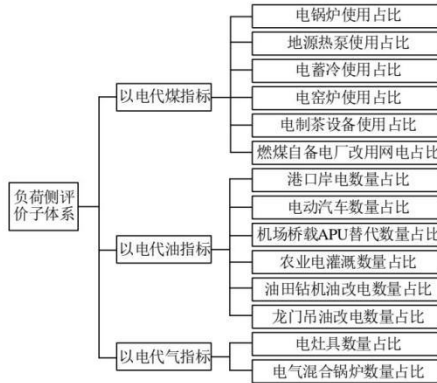 电锅炉使用占比
地源热泵使用占比
电蓄冷使用占比
以电代煤指标
电窑炉使用占比
电制茶设备使用占比
燃煤自备电厂改用网电占比
负荷侧评
价子体系
港口岸电数量占比
电动汽车数量占比
机场桥载APU替代数量占比
以电代油指标
农业电灌溉数量占比
油田钻机油改电数量占比
龙门吊油改电数量占比
以电代气指标
电灶具数量占比
电气混合锅炉数量占比